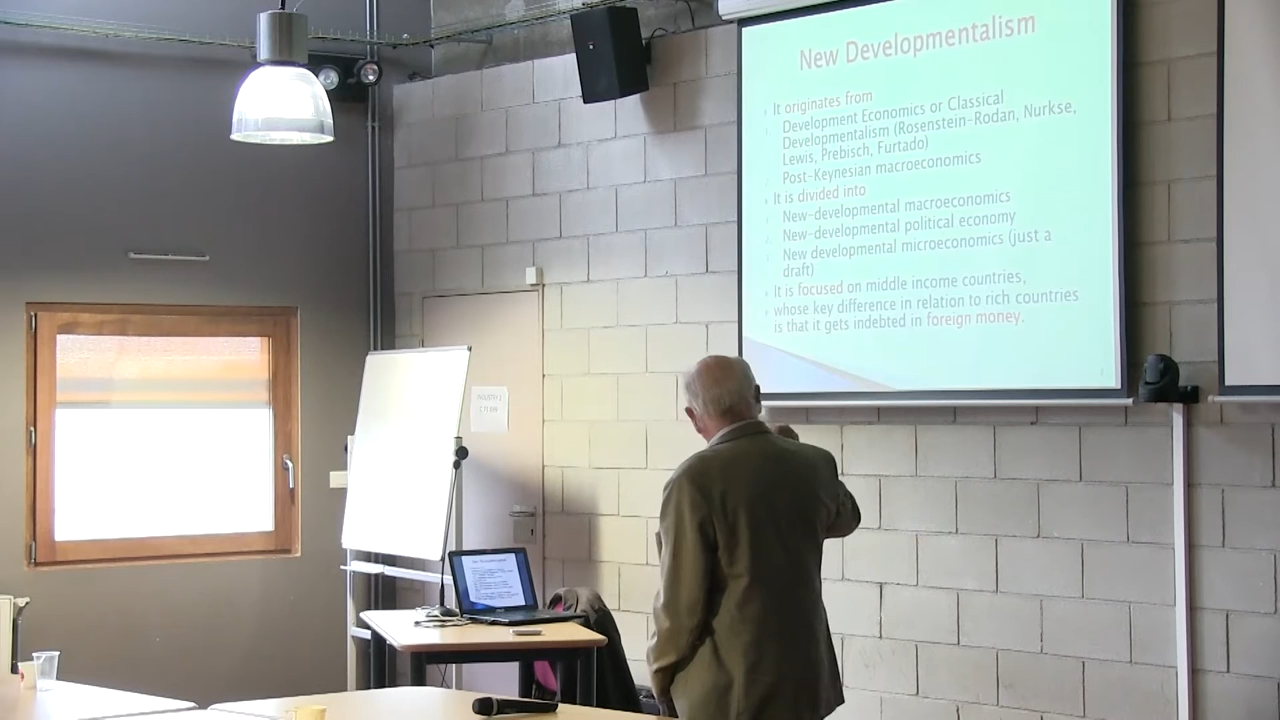 New Developmentalism
It originates from
Development Economics or Classical
Developmentalism (Rosenstein-Rodan, Nurkse,
Lewis, Prebisch, Furtado)
Post-Keynesian macroeconomics
It is divided into
New-developmental macroeconomics
New-developmental political economy
New developmental microeconomics (just a
draft)
It is focused on middle income countries,
whose key difference in relation to rich countries
is that it gets indebted in foreign money.